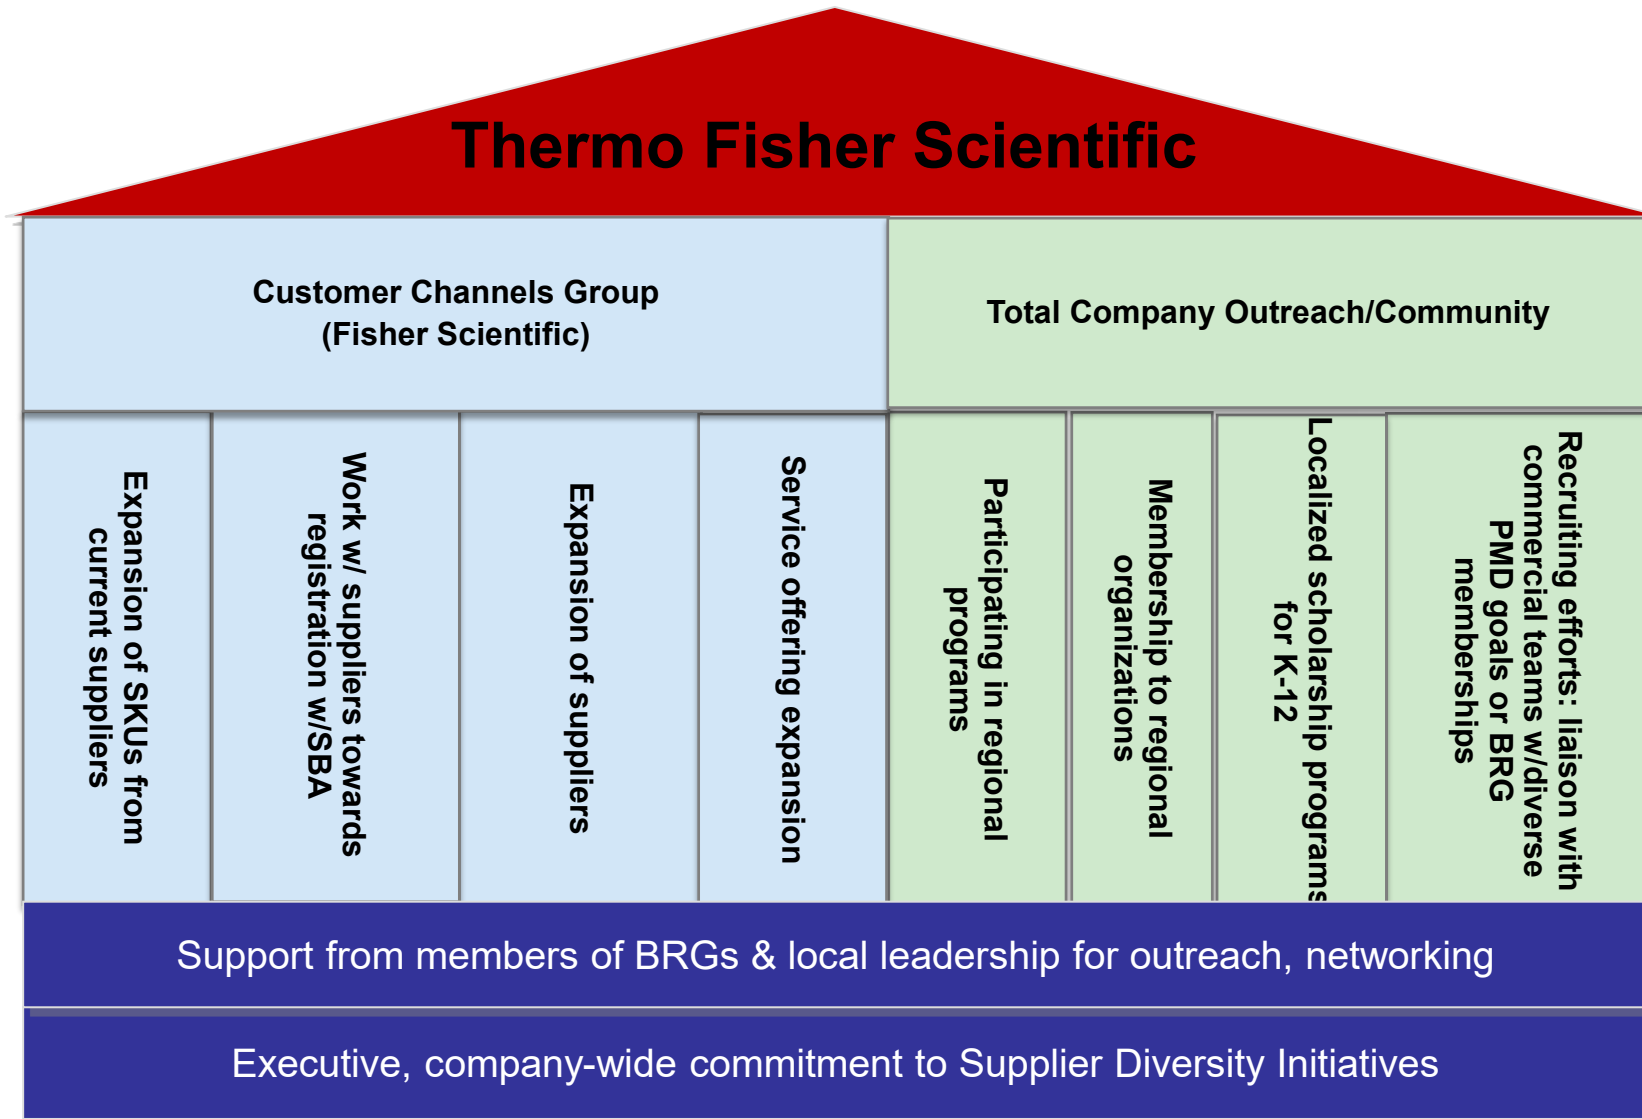 Thermo Fisher Scientific
Customer Channels Group
(Fisher Scientific)
Total Company Outreach/Community
Expansion of SKUs from
current suppliers
Work w/ suppliers towards
registration w/SBA
Expansion of suppliers
Service offering expansion
Participating in regional
programs
Membership to regional
organizations
Localized scholarship programs
for K-12
Recruiting efforts: liaison with
commercial teams w/diverse
PMD goals or BRG
memberships
Support from members of BRGs & local leadership for outreach, networking
Executive, company-wide commitment to Supplier Diversity Initiatives